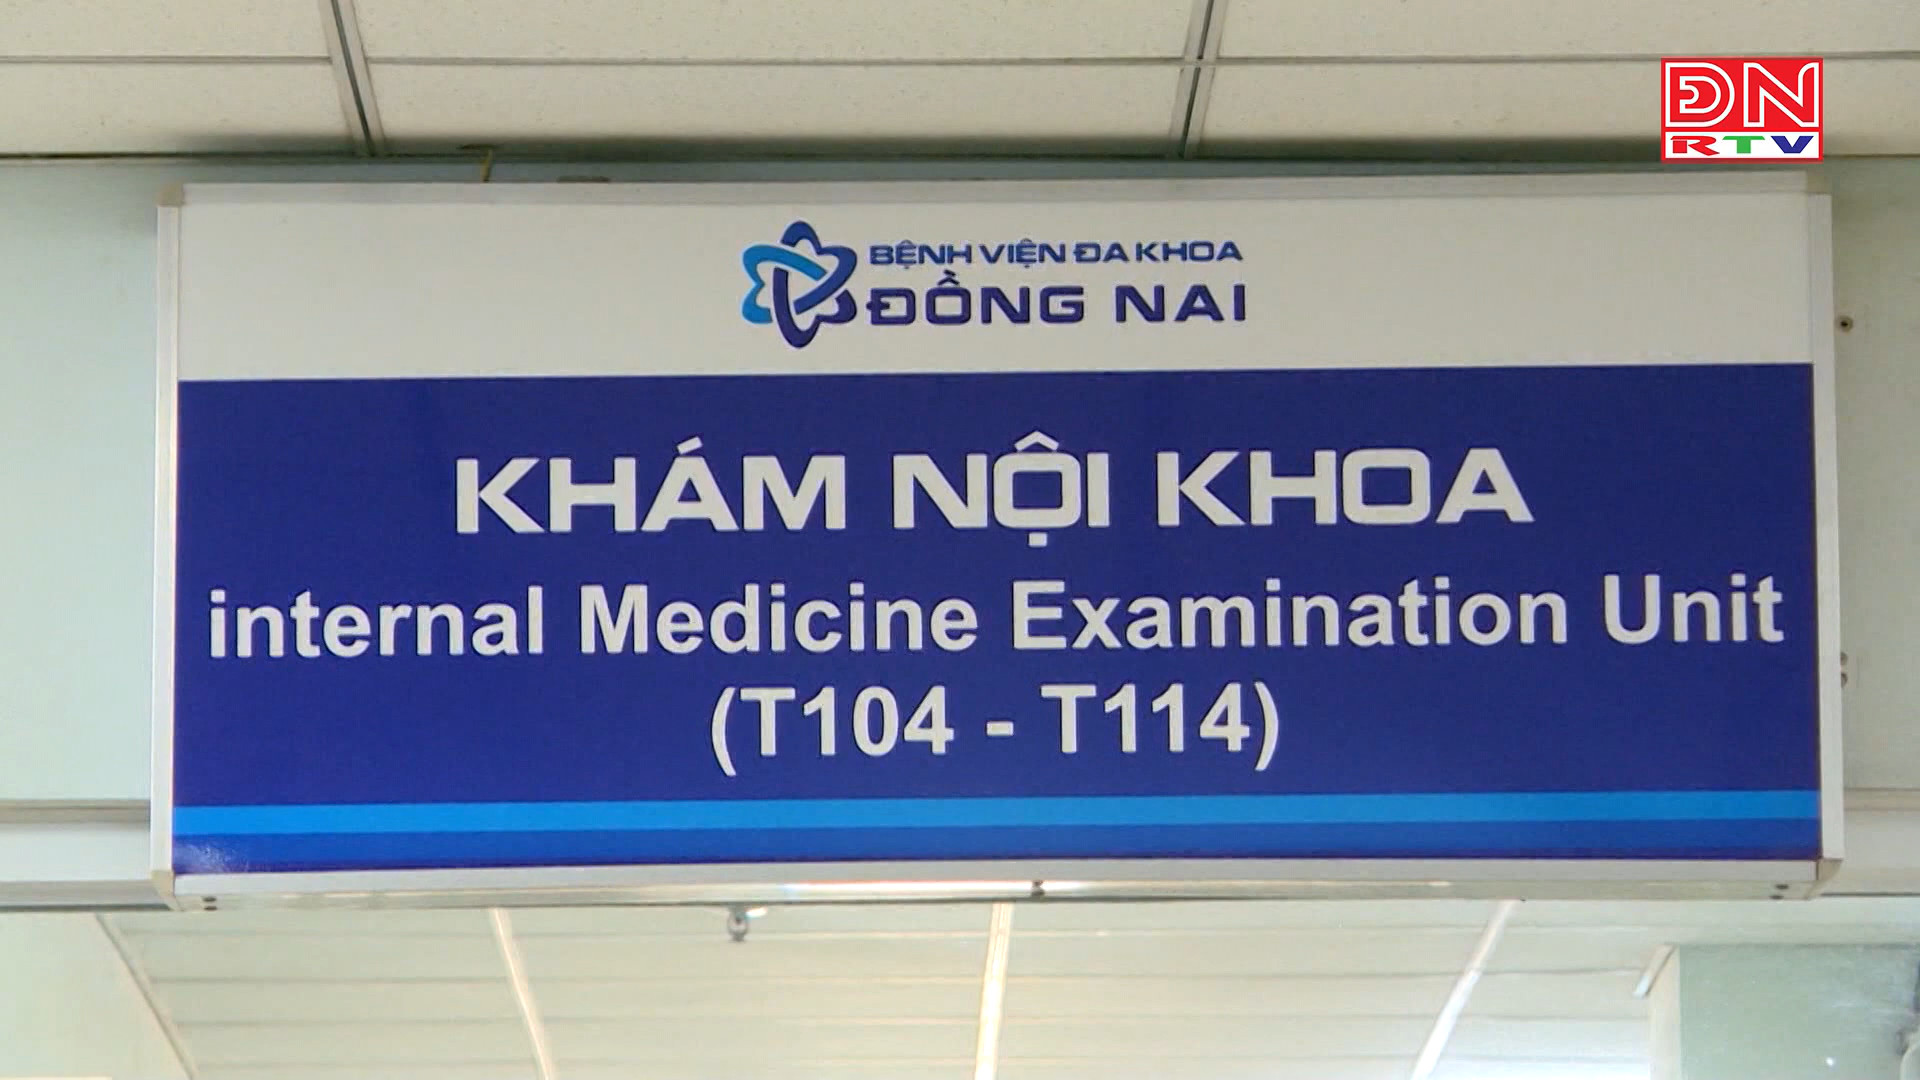 ĐN
RTV
BỆNH VIỆN ĐA KHOA
ĐỒNG NAI
KHÁM NỘI KHOA
internal Medicine Examination Unit
(T104 - T114)